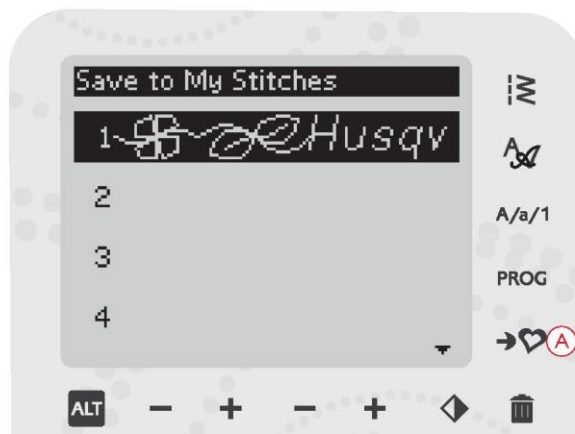 Save to My Stitches
1 Husqv
2
3
4
A
A/a/1
PROG
A
ALT − + − +